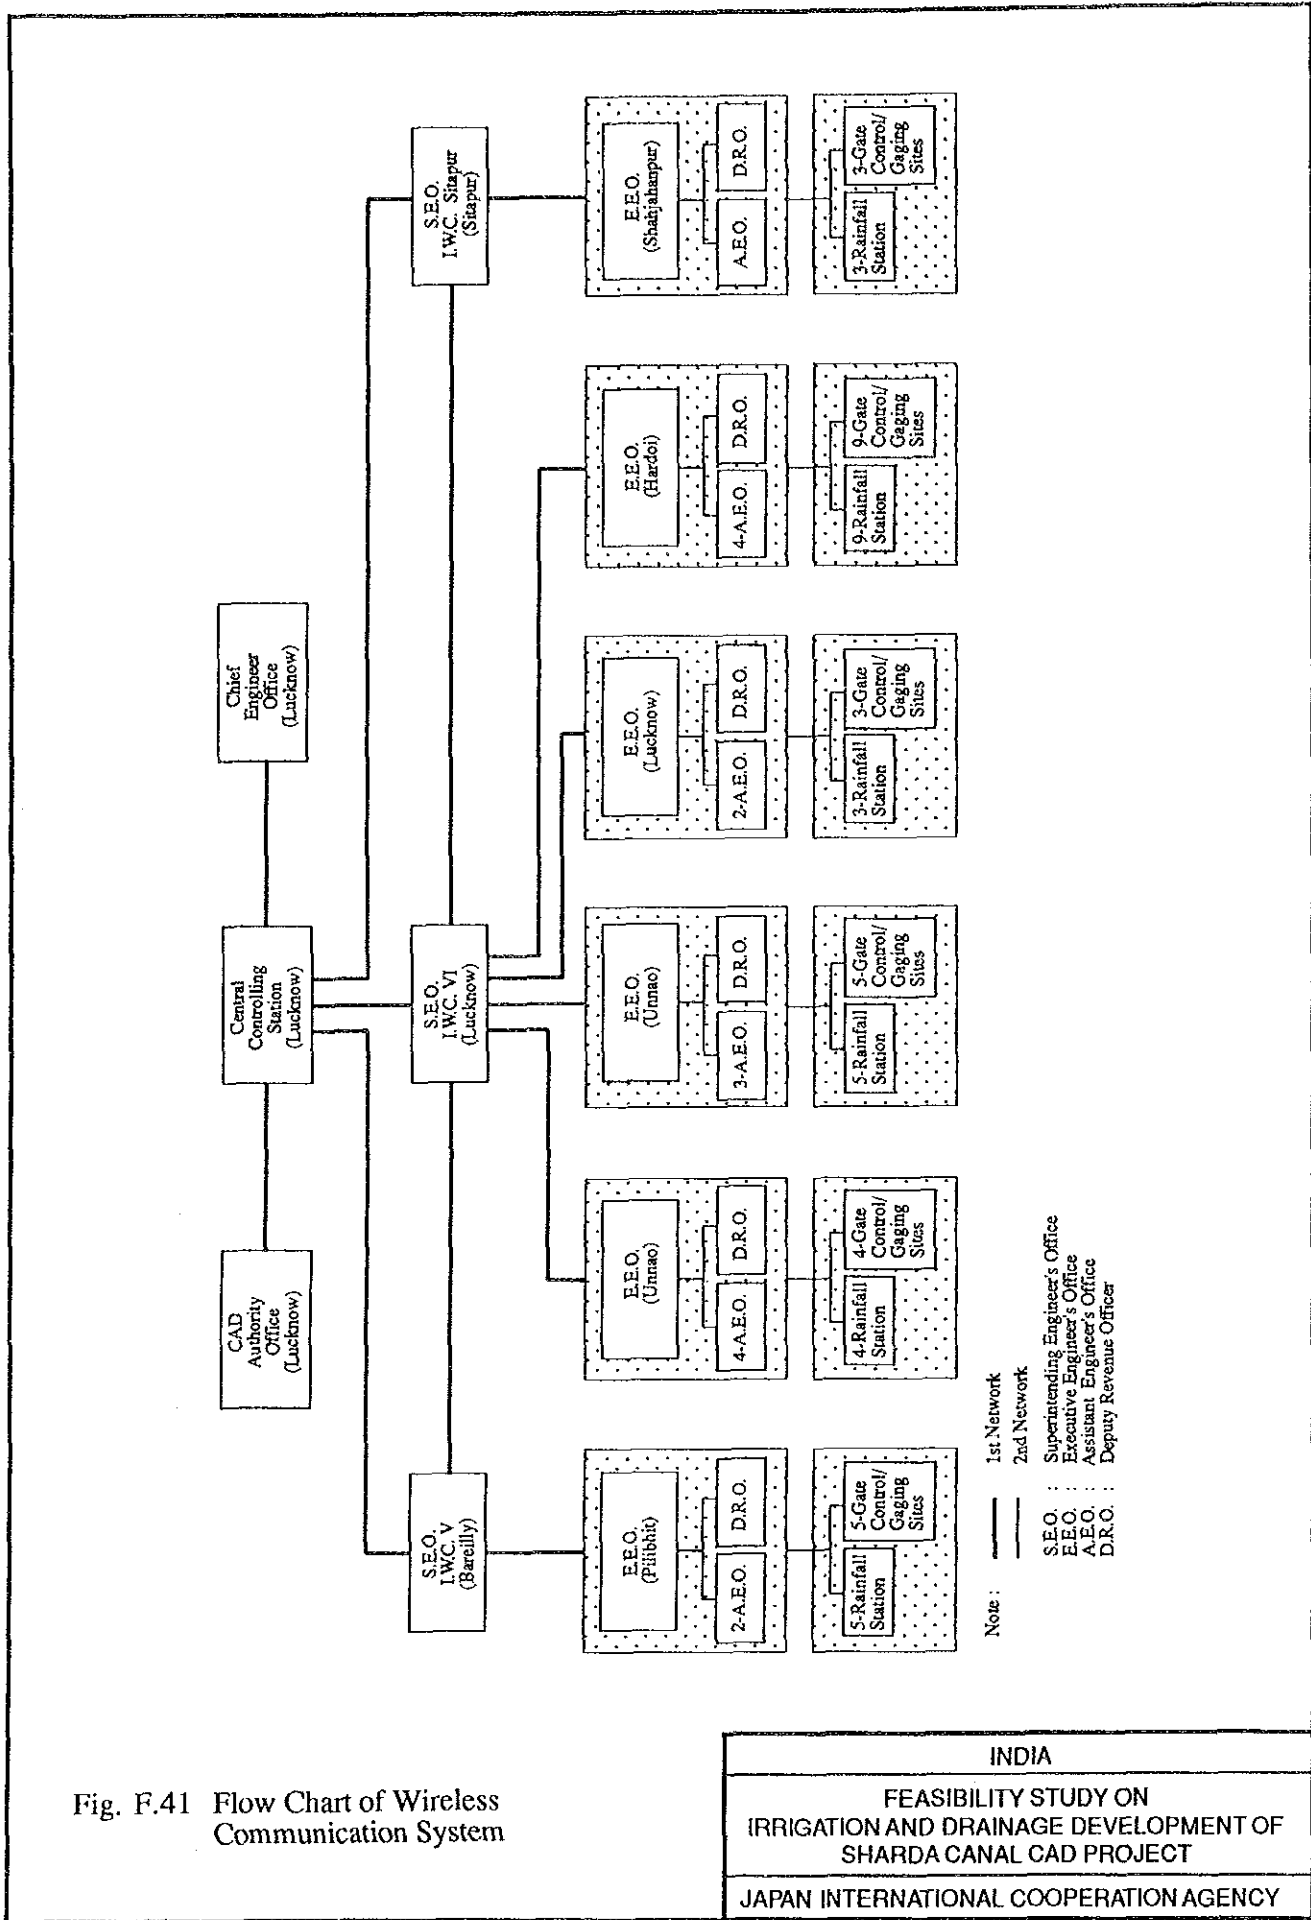 CAD
Authority
Office
(Lucknow)
Central
Controlling
Station
(Lucknow)
Chief
Engineer
Office
(Lucknow)
S.E.O.
I.W.C. V
(Bareilly)
S.E.O.
I.W.C. VI
(Lucknow)
S.E.O.
I.W.C. Sitapur
(Sitapur)
E.E.O.
(Pilibhit)
2-A.E.O.
D.R.O.
E.E.O.
(Unnao)
4-A.E.O.
D.R.O.
E.E.O.
(Unnao)
3-A.E.O.
D.R.O.
E.E.O.
(Lucknow)
2-A.E.O.
D.R.O.
E.E.O.
(Hardoi)
4-A.E.O.
D.R.O.
E.E.O.
(Shahjahanpur)
A.E.O.
D.R.O.
5-Rainfall
Station
5-Gate
Control/
Gaging
Sites
4-Rainfall
Station
4-Gate
Control/
Gaging
Sites
5-Rainfall
Station
5-Gate
Control/
Gaging
Sites
3-Rainfall
Station
3-Gate
Control/
Gaging
Sites
9-Rainfall
Station
9-Gate
Control/
Gaging
Sites
3-Rainfall
Station
3-Gate
Control/
Gaging
Sites
Note : 1st Network
2nd Network
S.E.O. : Superintending Engineer's Office
E.E.O. : Executive Engineer's Office
A.E.O. : Assistant Engineer's Office
D.R.O. : Deputy Revenue Officer
Fig. F.41 Flow Chart of Wireless
Communication System
INDIA
FEASIBILITY STUDY ON
IRRIGATION AND DRAINAGE DEVELOPMENT OF
SHARDA CANAL CAD PROJECT
JAPAN INTERNATIONAL COOPERATION AGENCY